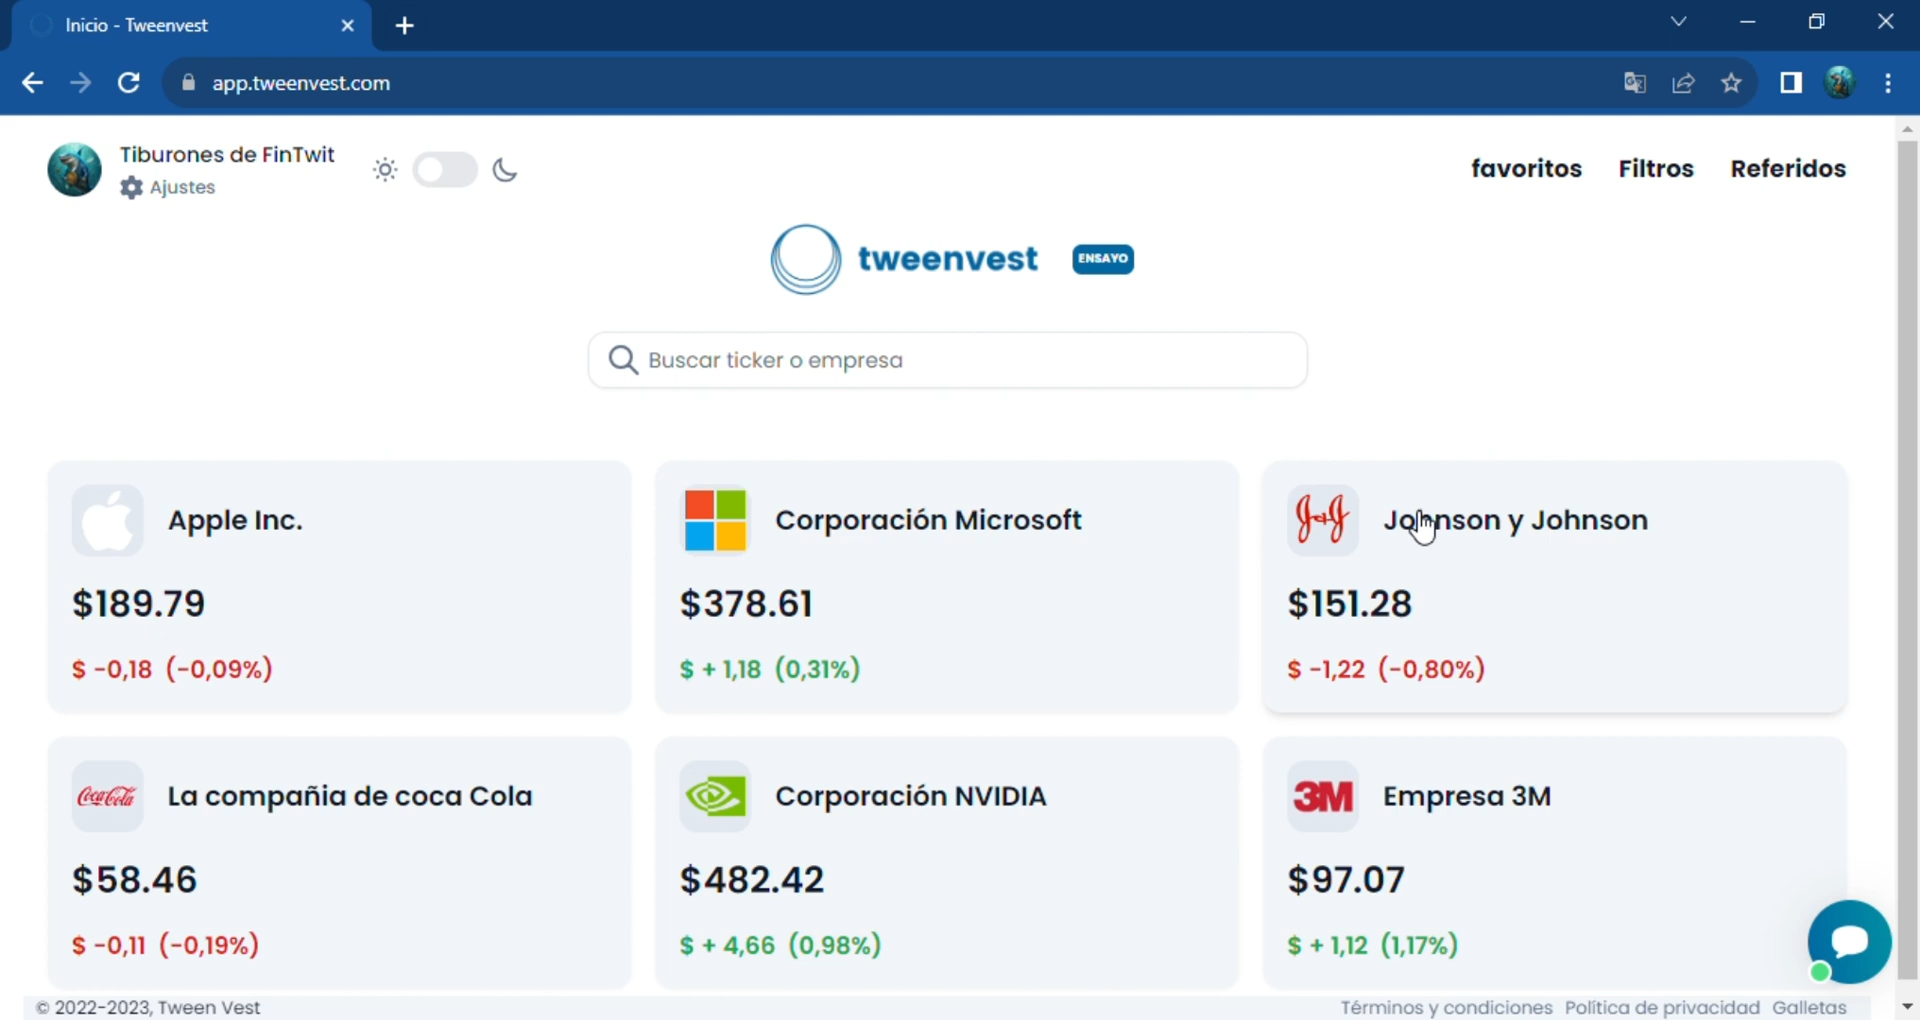 Inicio - Tweenvest
app.tweenvest.com
Tiburones de FinTwit
Ajustes
favoritos Filtros Referidos
tweenvest ENSAYO
Buscar ticker o empresa
Apple Inc.
$189.79
$ -0,18 (-0,09%)
Corporación Microsoft
$378.61
$ + 1,18 (0,31%)
J&J Johnson y Johnson
$151.28
$ -1,22 (-0,80%)
Coca-Cola La compañia de coca Cola
$58.46
$ -0,11 (-0,19%)
Corporación NVIDIA
$482.42
$ + 4,66 (0,98%)
3M Empresa 3M
$97.07
$ + 1,12 (1,17%)
© 2022-2023, Tween Vest
Términos y condiciones Política de privacidad Galletas